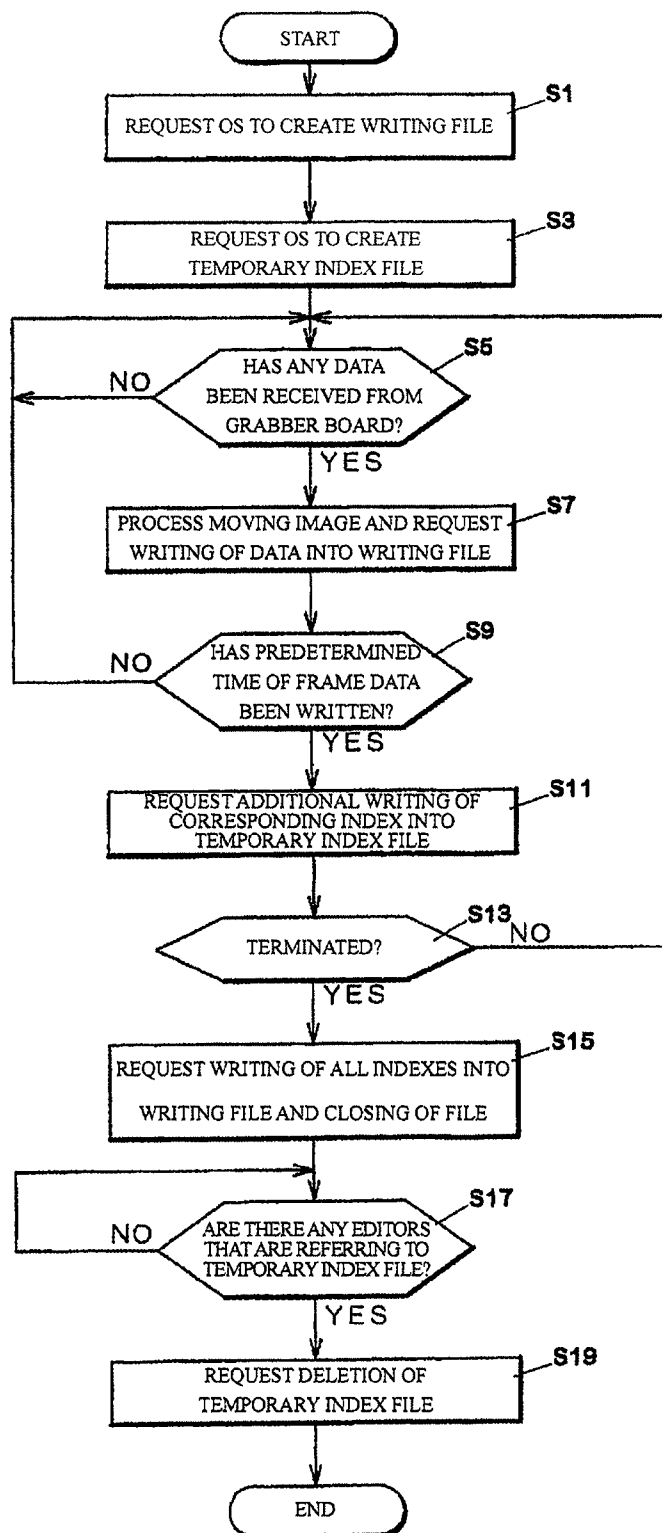 START
S1
REQUEST OS TO CREATE WRITING FILE
S3
REQUEST OS TO CREATE
TEMPORARY INDEX FILE
S5
HAS ANY DATA
BEEN RECEIVED FROM
GRABBER BOARD?
NO
YES
S7
PROCESS MOVING IMAGE AND REQUEST
WRITING OF DATA INTO WRITING FILE
S9
HAS PREDETERMINED
TIME OF FRAME DATA
BEEN WRITTEN?
NO
YES
S11
REQUEST ADDITIONAL WRITING OF
CORRESPONDING INDEX INTO
TEMPORARY INDEX FILE
S13
TERMINATED?
NO
YES
S15
REQUEST WRITING OF ALL INDEXES INTO
WRITING FILE AND CLOSING OF FILE
S17
ARE THERE ANY EDITORS
THAT ARE REFERRING TO
TEMPORARY INDEX FILE?
NO
YES
S19
REQUEST DELETION OF
TEMPORARY INDEX FILE
END